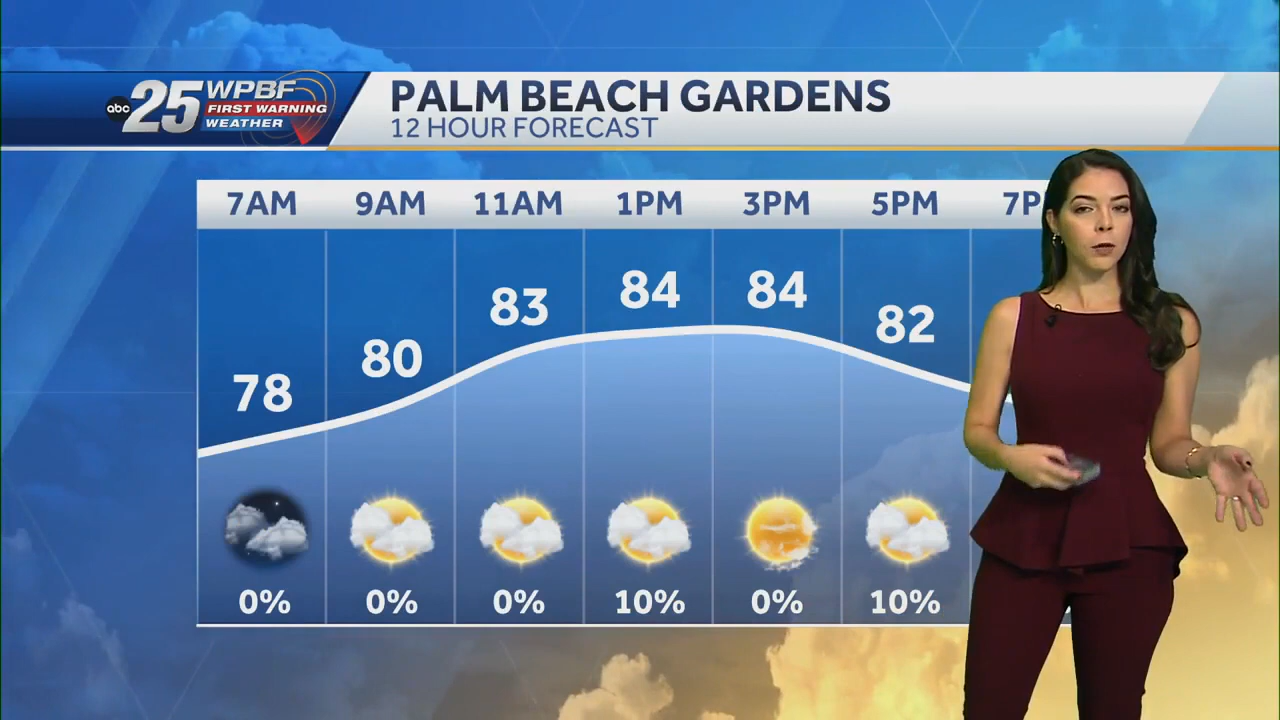 abc 25 WPBF
FIRST WARNING
WEATHER
PALM BEACH GARDENS
12 HOUR FORECAST
7AM 9AM 11AM 1PM 3PM 5PM 7P
78 80 83 84 84 82
0% 0% 0% 10% 0% 10%